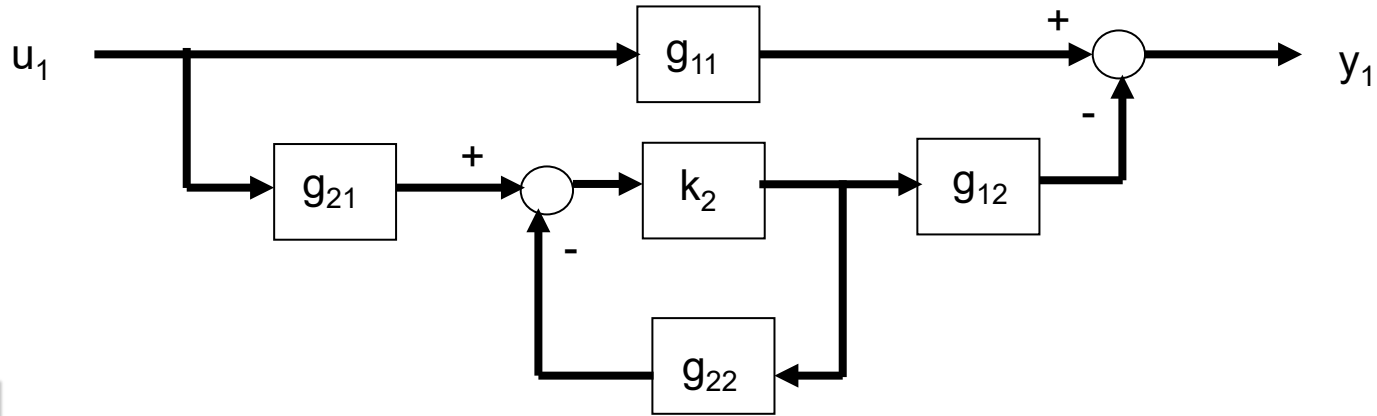 +
u₁ g₁₁ y₁
-
+
g₂₁ k₂ g₁₂
-
g₂₂